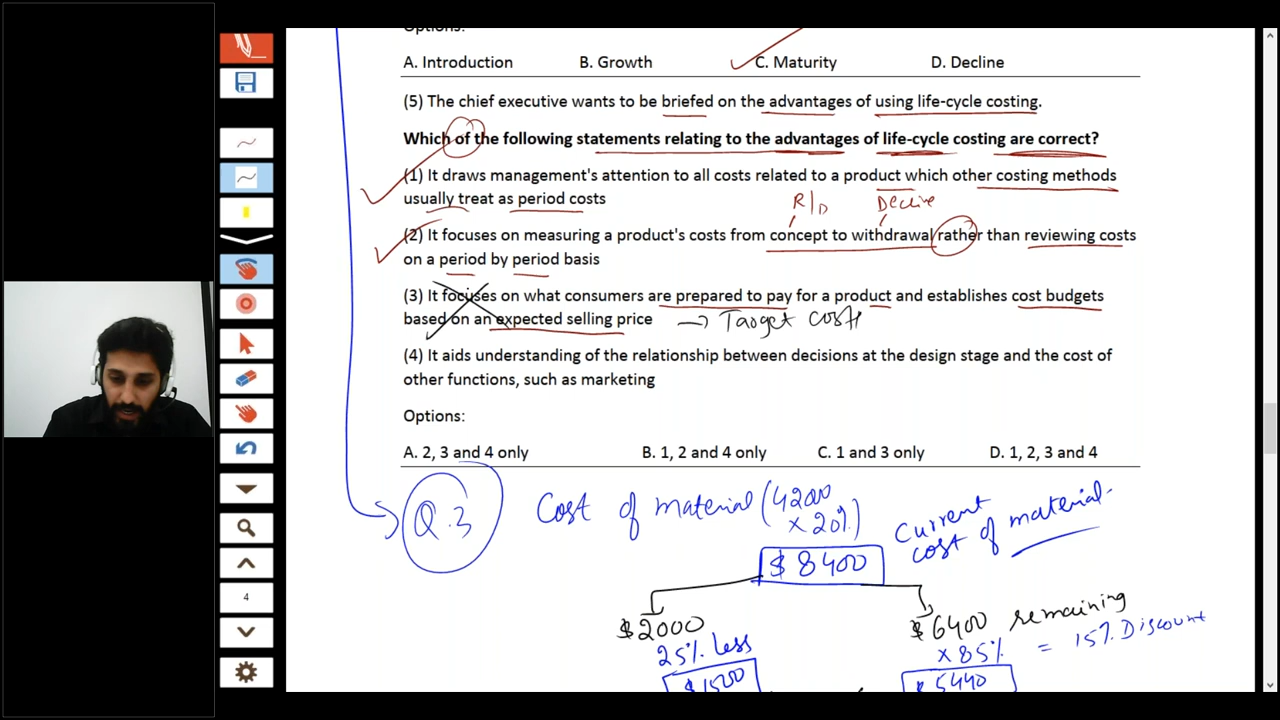 Options:
A. Introduction B. Growth C. Maturity D. Decline
(5) The chief executive wants to be briefed on the advantages of using life-cycle costing.
Which of the following statements relating to the advantages of life-cycle costing are correct?
(1) It draws management's attention to all costs related to a product which other costing methods
usually treat as period costs
R/D Decline
(2) It focuses on measuring a product's costs from concept to withdrawal rather than reviewing costs
on a period by period basis
(3) It focuses on what consumers are prepared to pay for a product and establishes cost budgets
based on an expected selling price → Target costi
(4) It aids understanding of the relationship between decisions at the design stage and the cost of
other functions, such as marketing
Options:
A. 2, 3 and 4 only B. 1, 2 and 4 only C. 1 and 3 only D. 1, 2, 3 and 4
Q.3 Cost of material (42000
× 20%)
Current
cost of material.
$ 8400
$2000 $6400 remaining
25% less × 85% = 15% Discount
$1500 $5440
4